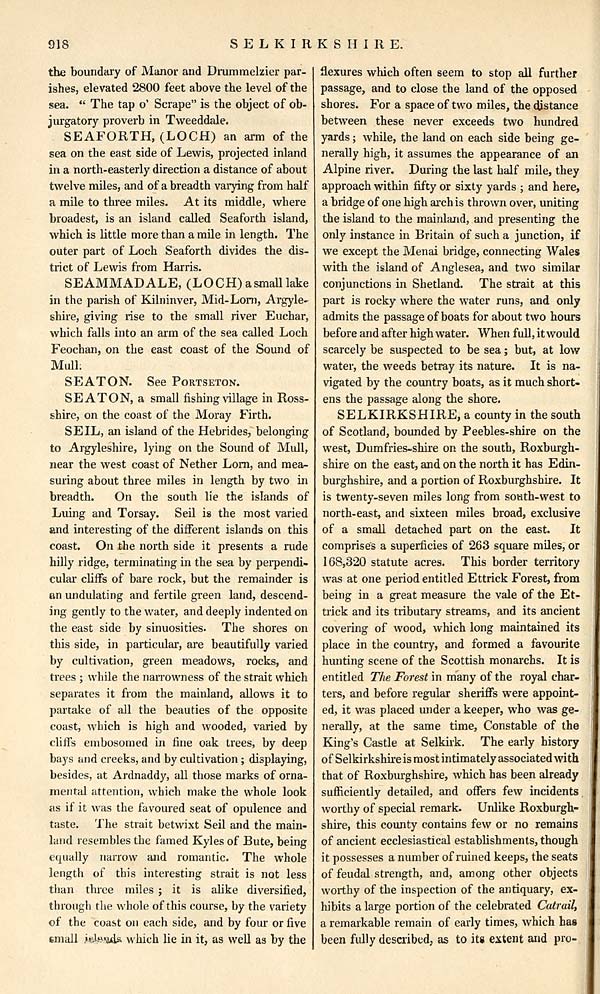 918
SELKIRKSHIRE.
the boundary of Manor and Drummelzier par-
ishes, elevated 2800 feet above the level of the
sea. “ The tap o' Scrape” is the object of ob-
jurgatory proverb in Tweeddale.
SEAFORTH, (LOCH) an arm of the
sea on the east side of Lewis, projected inland
in a north-easterly direction a distance of about
twelve miles, and of a breadth varying from half
a mile to three miles. At its middle, where
broadest, is an island called Seaforth island,
which is little more than a mile in length. The
outer part of Loch Seaforth divides the dis-
trict of Lewis from Harris.
SEAMMADALE, (LOCH) a small lake
in the parish of Kilninver, Mid-Lorn, Argyle-
shire, giving rise to the small river Euchar,
which falls into an arm of the sea called Loch
Feochan, on the east coast of the Sound of
Mull.
SEATON. See PORTSETON.
SEATON, a small fishing village in Ross-
shire, on the coast of the Moray Firth.
SEIL, an island of the Hebrides, belonging
to Argyleshire, lying on the Sound of Mull,
near the west coast of Nether Lorn, and mea-
suring about three miles in length by two in
breadth. On the south lie the islands of
Luing and Torsay. Seil is the most varied
and interesting of the different islands on this
coast. On the north side it presents a rude
hilly ridge, terminating in the sea by perpendi-
cular cliffs of bare rock, but the remainder is
an undulating and fertile green land, descend-
ing gently to the water, and deeply indented on
the east side by sinuosities. The shores on
this side, in particular, are beautifully varied
by cultivation, green meadows, rocks, and
trees ; while the narrowness of the strait which
separates it from the mainland, allows it to
partake of all the beauties of the opposite
coast, which is high and wooded, varied by
cliffs embosomed in fine oak trees, by deep
bays and creeks, and by cultivation ; displaying,
besides, at Ardnaddy, all those marks of orna-
mental attention, which make the whole look
as if it was the favoured seat of opulence and
taste. The strait betwixt Seil and the main-
land resembles the famed Kyles of Bute, being
equally narrow and romantic. The whole
length of this interesting strait is not less
than three miles ; it is alike diversified,
through the whole of this course, by the variety
of the coast on each side, and by four or five
small islands which lie in it, as well as by the
flexures which often seem to stop all further
passage, and to close the land of the opposed
shores. For a space of two miles, the distance
between these never exceeds two hundred
yards ; while, the land on each side being ge-
nerally high, it assumes the appearance of an
Alpine river. During the last half mile, they
approach within fifty or sixty yards ; and here,
a bridge of one high arch is thrown over, uniting
the island to the mainland, and presenting the
only instance in Britain of such a junction, if
we except the Menai bridge, connecting Wales
with the island of Anglesea, and two similar
conjunctions in Shetland. The strait at this
part is rocky where the water runs, and only
admits the passage of boats for about two hours
before and after high water. When full, it would
scarcely be suspected to be sea ; but, at low
water, the weeds betray its nature. It is na-
vigated by the country boats, as it much short-
ens the passage along the shore.
SELKIRKSHIRE, a county in the south
of Scotland, bounded by Peebles-shire on the
west, Dumfries-shire on the south, Roxburgh-
shire on the east, and on the north it has Edin-
burghshire, and a portion of Roxburghshire. It
is twenty-seven miles long from south-west to
north-east, and sixteen miles broad, exclusive
of a small detached part on the east. It
comprises a superficies of 263 square miles, or
168,320 statute acres. This border territory
was at one period entitled Ettrick Forest, from
being in a great measure the vale of the Et-
trick and its tributary streams, and its ancient
covering of wood, which long maintained its
place in the country, and formed a favourite
hunting scene of the Scottish monarchs. It is
entitled The Forest in many of the royal char-
ters, and before regular sheriffs were appoint-
ed, it was placed under a keeper, who was ge-
nerally, at the same time, Constable of the
King's Castle at Selkirk. The early history
of Selkirkshire is most intimately associated with
that of Roxburghshire, which has been already
sufficiently detailed, and offers few incidents
worthy of special remark. Unlike Roxburgh-
shire, this county contains few or no remains
of ancient ecclesiastical establishments, though
it possesses a number of ruined keeps, the seats
of feudal strength, and, among other objects
worthy of the inspection of the antiquary, ex-
hibits a large portion of the celebrated Catrail,
a remarkable remain of early times, which has
been fully described, as to its extent and pro-